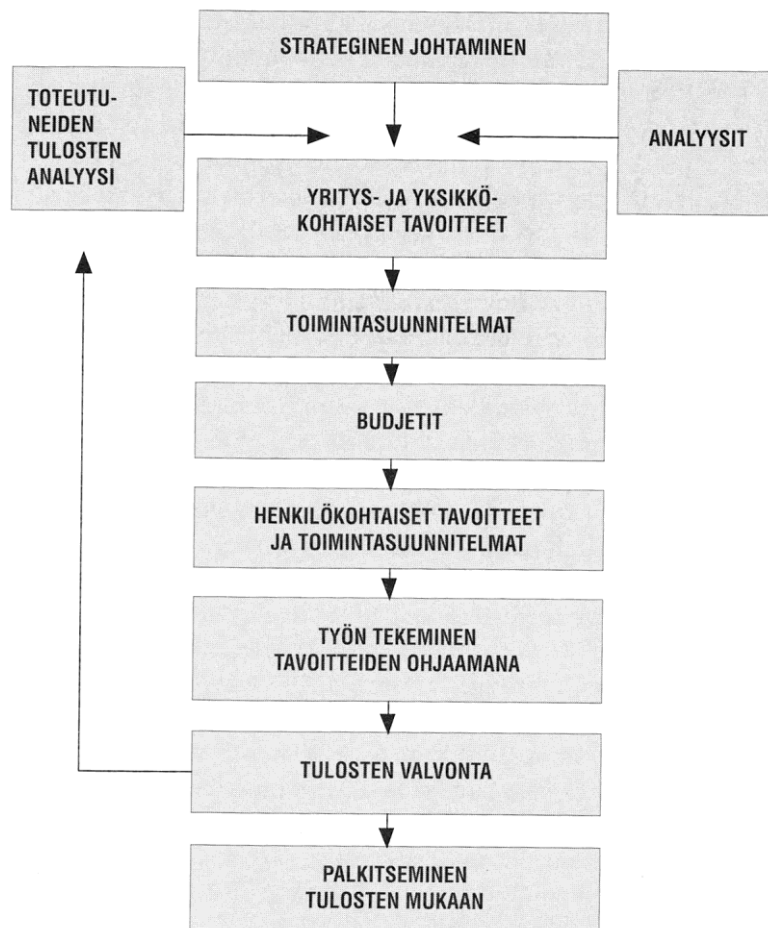 STRATEGINEN JOHTAMINEN
TOTEUTU-
NEIDEN
TULOSTEN
ANALYYSI
ANALYYSIT
YRITYS- JA YKSIKKÖ-
KOHTAISET TAVOITTEET
TOIMINTASUUNNITELMAT
BUDJETIT
HENKILÖKOHTAISET TAVOITTEET
JA TOIMINTASUUNNITELMAT
TYÖN TEKEMINEN
TAVOITTEIDEN OHJAAMANA
TULOSTEN VALVONTA
PALKITSEMINEN
TULOSTEN MUKAAN